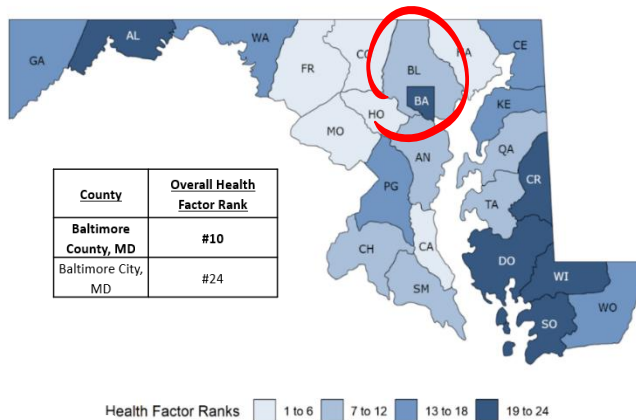 GA
AL
WA
FR
CC
BL
HA
CE
BA
HO
KE
MO
AN
QA
PG
CR
TA
CH
CA
DO
WI
SM
SO
WO
County
Overall Health
Factor Rank
Baltimore
County, MD
#10
Baltimore City,
MD
#24
Health Factor Ranks
1 to 6
7 to 12
13 to 18
19 to 24